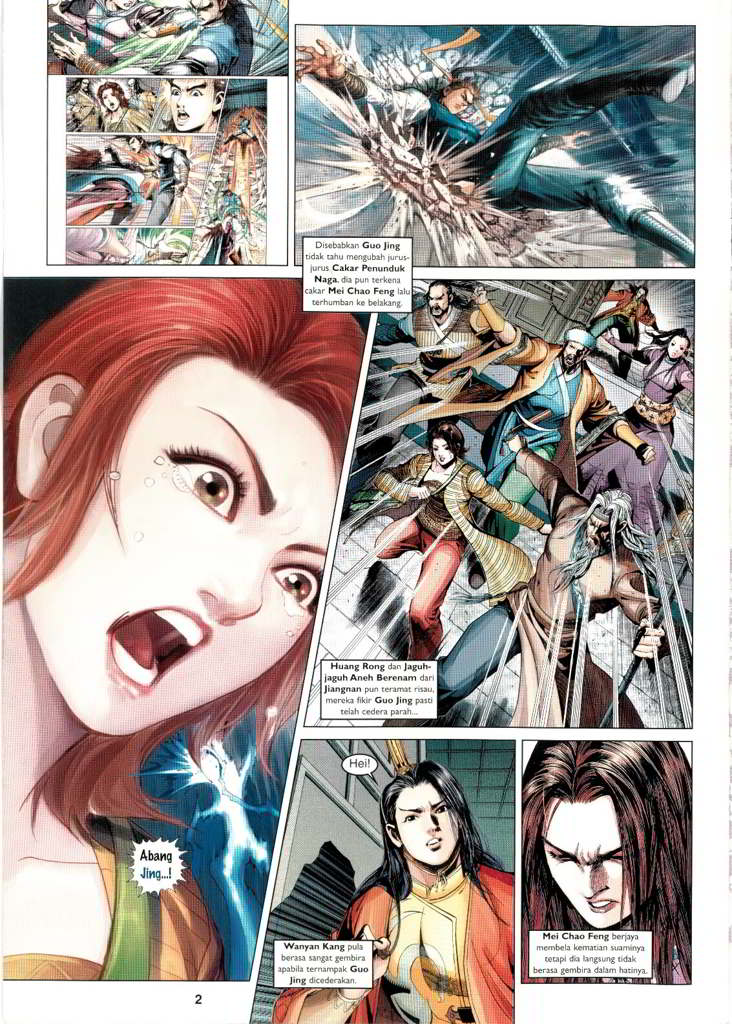 Disebabkan Guo Jing
tidak tahu mengubah jurus-
jurus Cakar Penunduk
Naga, dia pun terkena
cakar Mei Chao Feng lalu
terhumban ke belakang.
Huang Rong dan Jaguh-
jaguh Aneh Berenam dari
Jiangnan pun teramat risau,
mereka fikir Guo Jing pasti
telah cedera parah...
Abang
Jing...!
Hei!
Wanyan Kang pula
berasa sangat gembira
apabila ternampak Guo
Jing dicederakan.
Mei Chao Feng berjaya
membela kematian suaminya
tetapi dia langsung tidak
berasa gembira dalam hatinya.
2